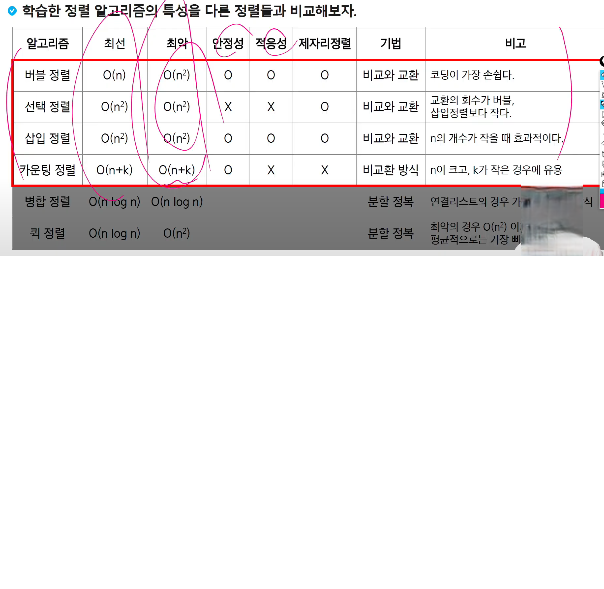 학습한 정렬 알고리즘의 특성을 다른 정렬들과 비교해보자.
알고리즘 최선 최악 안정성 적응성 제자리정렬 기법 비고
버블 정렬 O(n) O(n²) O O O 비교와 교환 코딩이 가장 손쉽다.
선택 정렬 O(n²) O(n²) X X O 비교와 교환 교환의 회수가 버블,
삽입정렬보다 작다.
삽입 정렬 O(n²) O(n²) O O O 비교와 교환 n의 개수가 작을 때 효과적이다.
카운팅 정렬 O(n+k) O(n+k) O X X 비교환 방식 n이 크고, k가 작은 경우에 유용
병합 정렬 O(n log n) O(n log n) 분할 정복 연결리스트의 경우 가 식
퀵 정렬 O(n log n) O(n²) 분할 정복 최악의 경우 O(n²) 이
평균적으로는 가장 빠